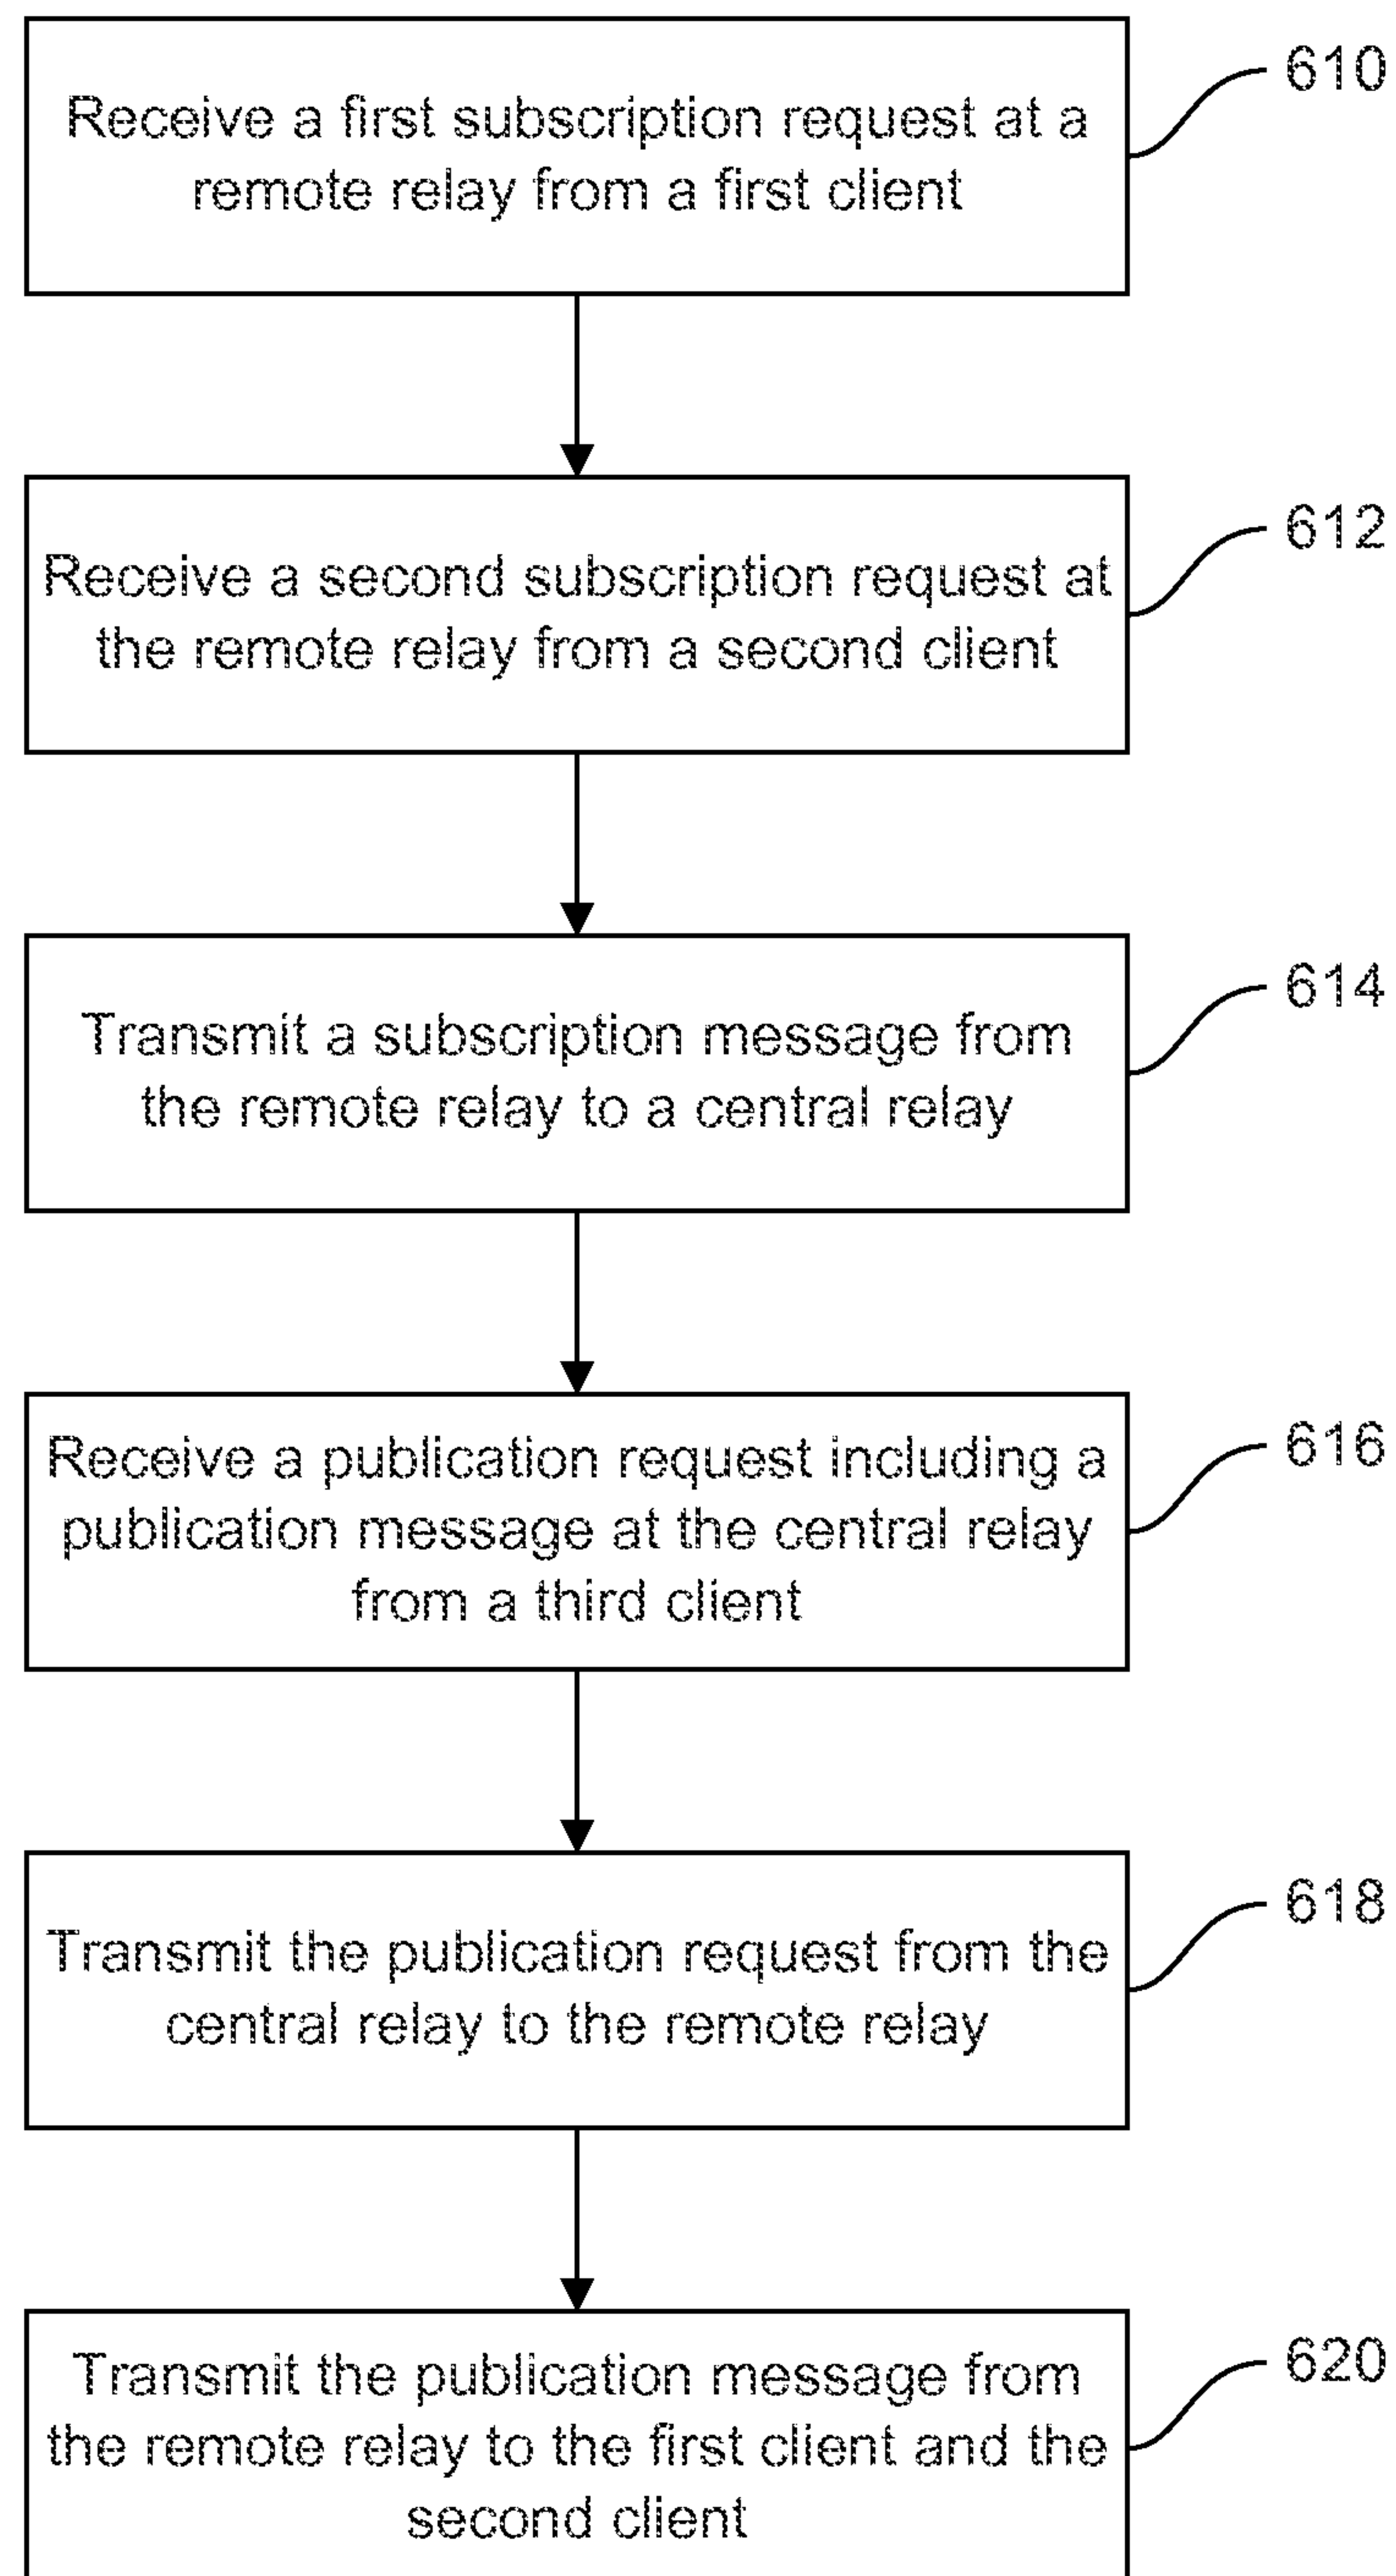 Receive a first subscription request at a
remote relay from a first client
610
Receive a second subscription request at
the remote relay from a second client
612
Transmit a subscription message from
the remote relay to a central relay
614
Receive a publication request including a
publication message at the central relay
from a third client
616
Transmit the publication request from the
central relay to the remote relay
618
Transmit the publication message from
the remote relay to the first client and the
second client
620